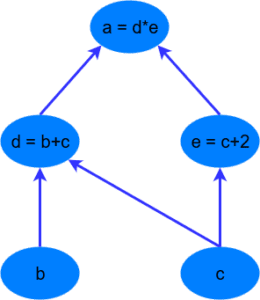 a = d*e
d = b+c
e = c+2
b
c